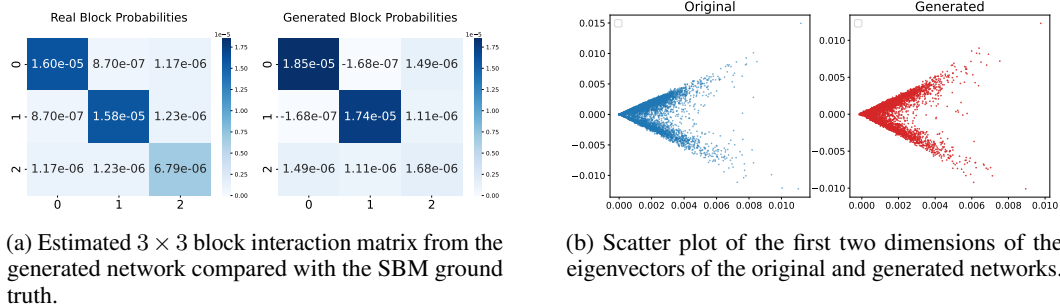 Real Block Probabilities
Generated Block Probabilities
1e−5
1e−5
0
1.60e-05 8.70e-07 1.17e-06
1.85e-05 -1.68e-07 1.49e-06
1
8.70e-07 1.58e-05 1.23e-06
-1.68e-07 1.74e-05 1.11e-06
2
1.17e-06 1.23e-06 6.79e-06
1.49e-06 1.11e-06 1.68e-06
0 1 2
0 1 2
1.75
1.50
1.25
1.00
0.75
0.50
0.25
0.00
1.75
1.50
1.25
1.00
0.75
0.50
0.25
0.00
(a) Estimated 3 × 3 block interaction matrix from the
generated network compared with the SBM ground
truth.
Original
0.015
0.010
0.005
0.000
−0.005
−0.010
0.000 0.002 0.004 0.006 0.008 0.010
Generated
0.010
0.005
0.000
−0.005
−0.010
0.000 0.002 0.004 0.006 0.008 0.010
(b) Scatter plot of the first two dimensions of the
eigenvectors of the original and generated networks.